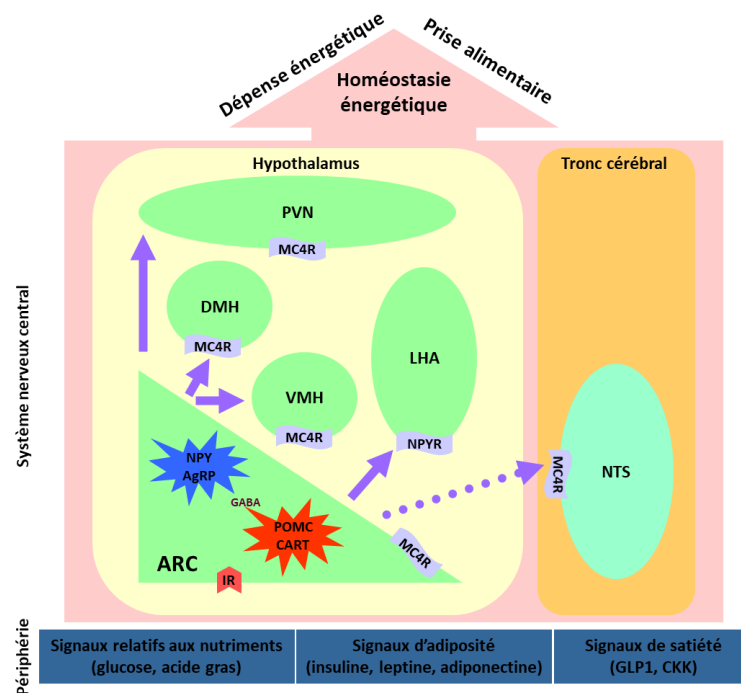 Dépense énergétique
Prise alimentaire
Homéostasie
énergétique
Hypothalamus
Tronc cérébral
PVN
MC4R
DMH
MC4R
LHA
VMH
MC4R
NPYR
NPY
AgRP
GABA
POMC
CART
ARC
IR
MC4R
MC4R
NTS
Système nerveux central
Périphérie
Signaux relatifs aux nutriments
(glucose, acide gras)
Signaux d'adiposité
(insuline, leptine, adiponectine)
Signaux de satiété
(GLP1, CKK)